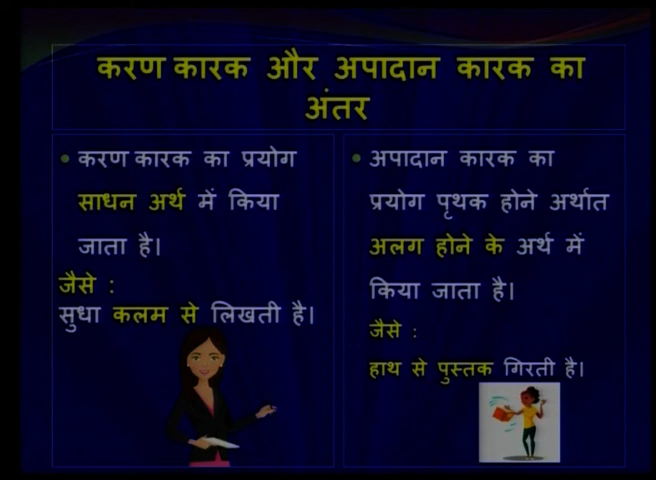 करण कारक और अपादान कारक का
अंतर
करण कारक का प्रयोग
साधन अर्थ में किया
जाता है।
जैसे :
सुधा कलम से लिखती है।
अपादान कारक का
प्रयोग पृथक होने अर्थात
अलग होने के अर्थ में
किया जाता है।
जैसे :
हाथ से पुस्तक गिरती है।